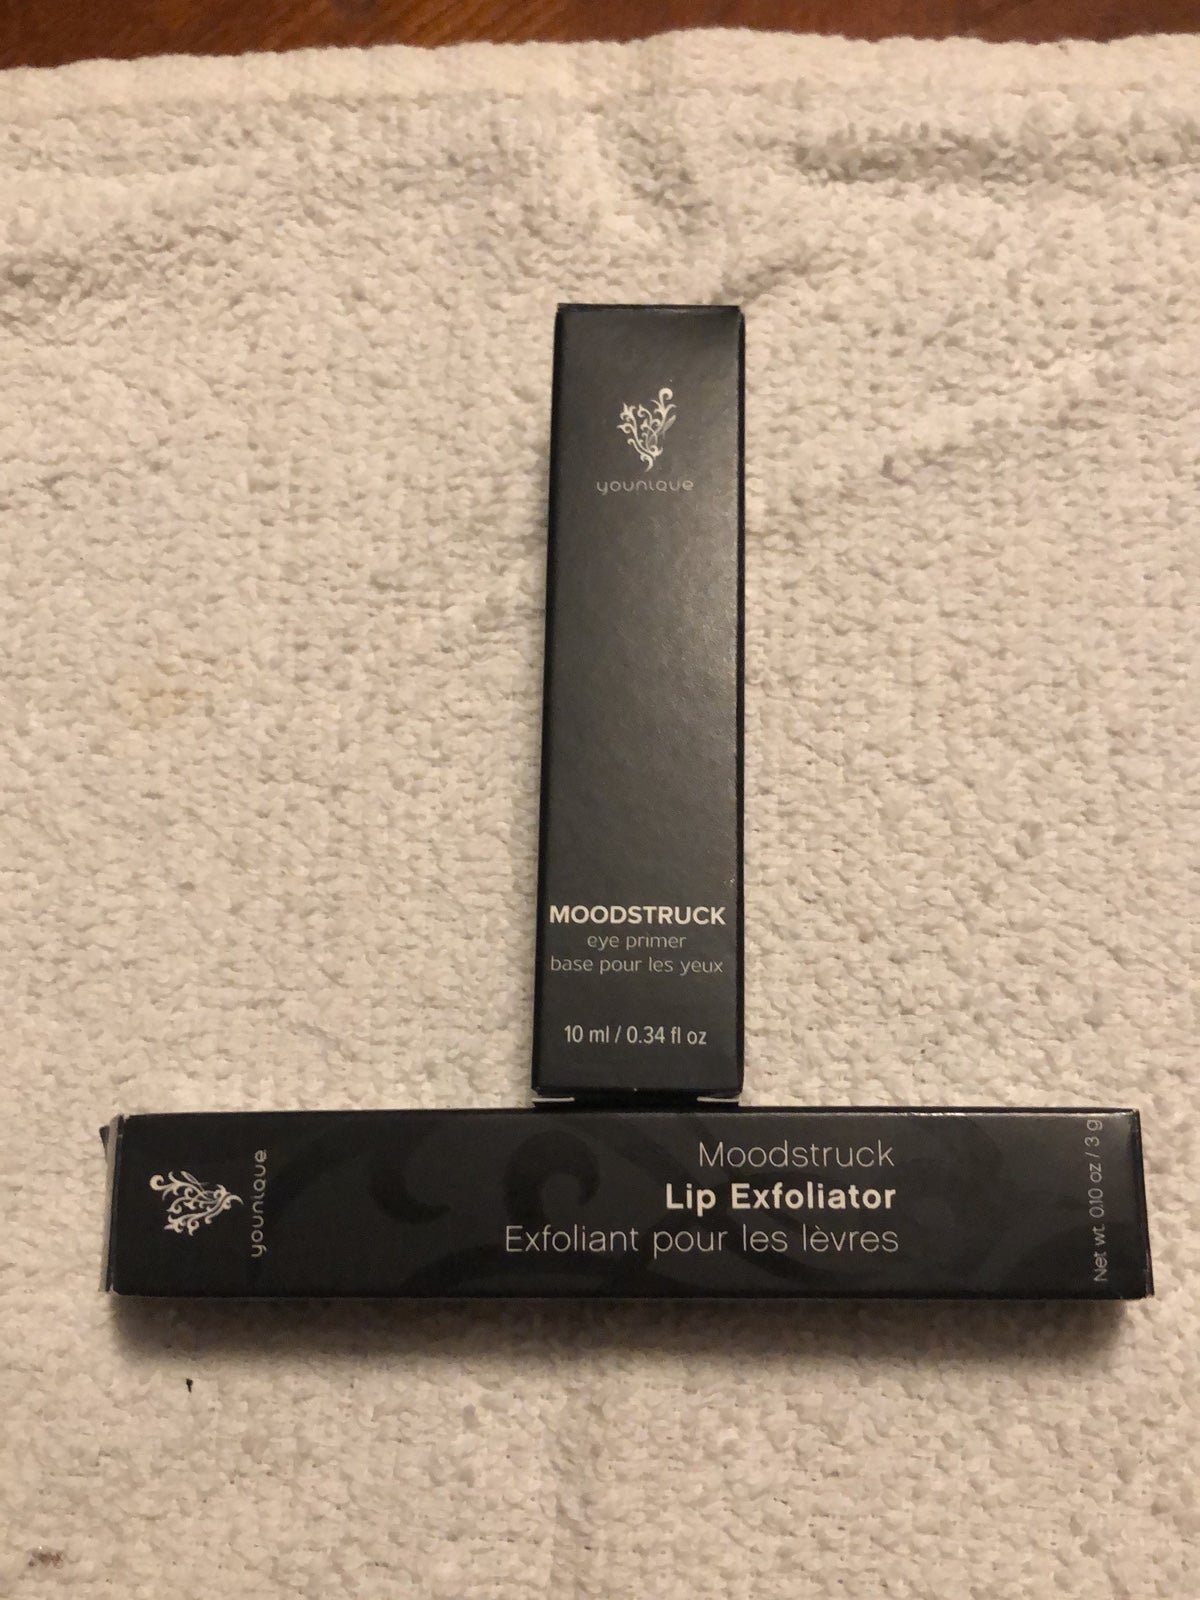 younique
MOODSTRUCK
eye primer
base pour les yeux
10 ml / 0.34 fl oz
younique
Moodstruck
Lip Exfoliator
Exfoliant pour les lèvres
Net wt. 0.10 oz / 3 g